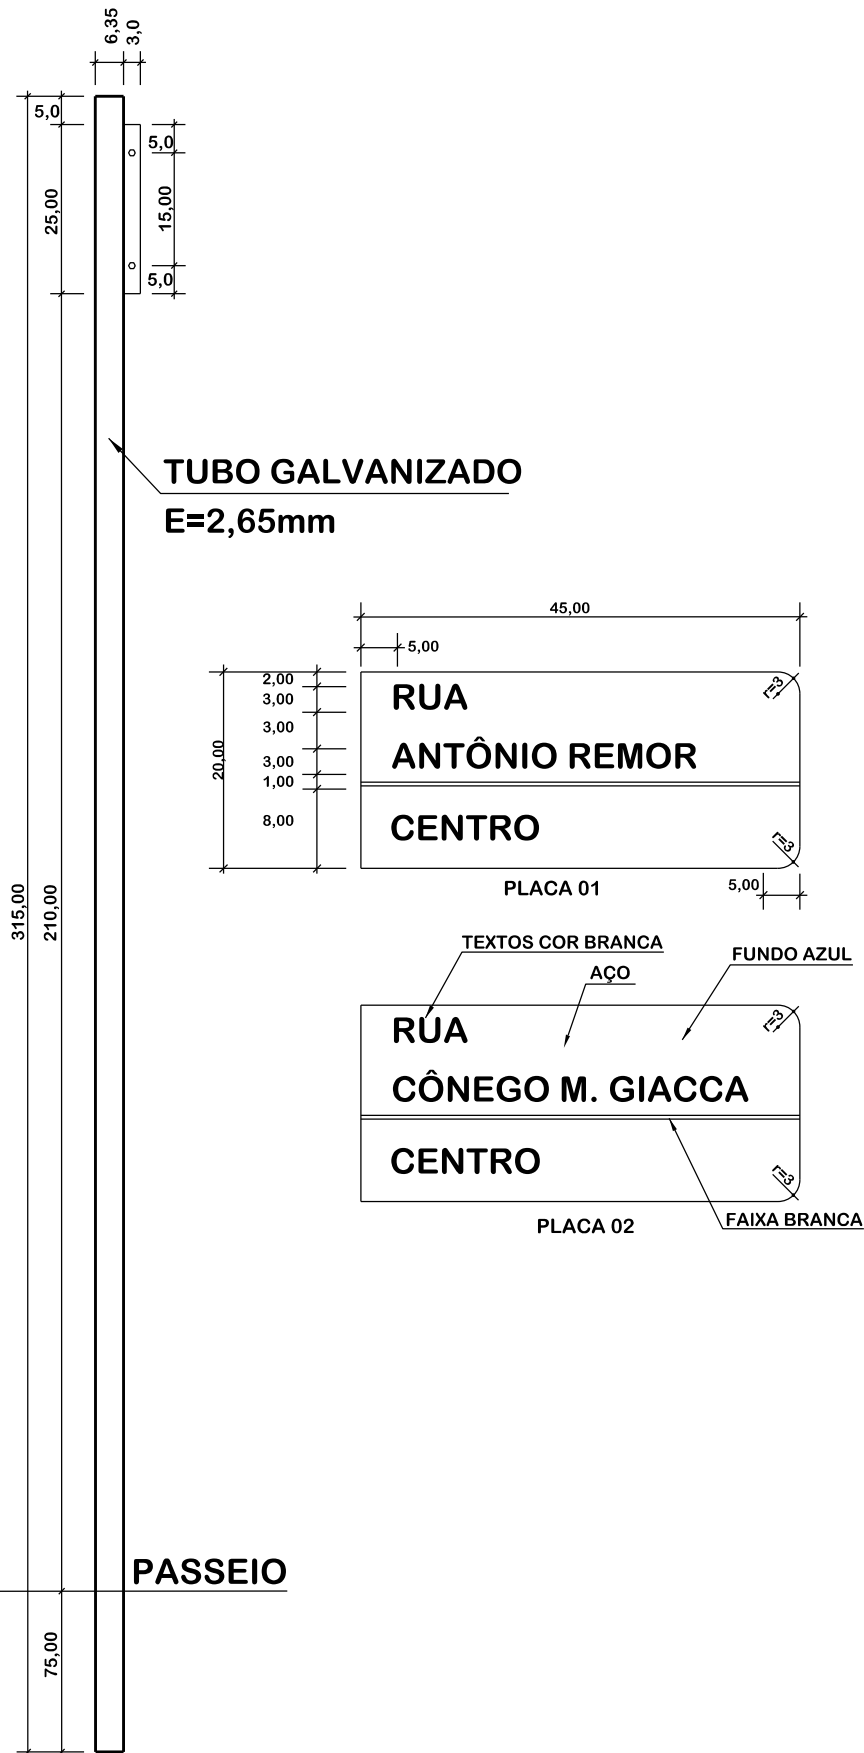 6,35
3,0
5,0
5,0
25,00
15,00
5,0
TUBO GALVANIZADO
E=2,65mm
45,00
5,00
2,00
3,00
3,00
3,00
1,00
8,00
20,00
r=3
RUA
ANTÔNIO REMOR
CENTRO
r=3
PLACA 01
5,00
315,00
210,00
TEXTOS COR BRANCA
AÇO
FUNDO AZUL
r=3
RUA
CÔNEGO M. GIACCA
CENTRO
r=3
PLACA 02
FAIXA BRANCA
PASSEIO
75,00